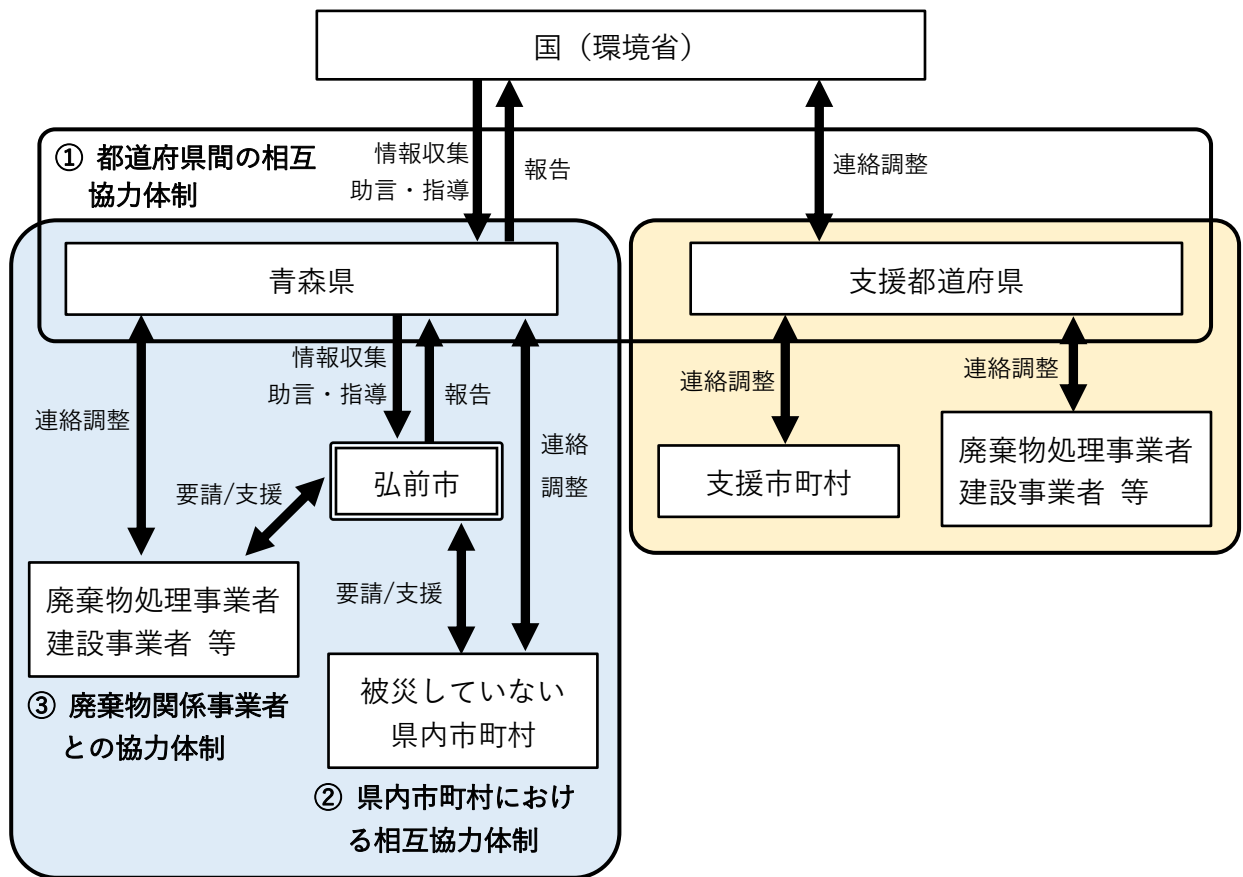 国（環境省）
① 都道府県間の相互
協力体制
情報収集
助言・指導
報告
連絡調整
青森県
支援都道府県
情報収集
助言・指導
報告
連絡調整
連絡
調整
連絡調整
連絡調整
弘前市
要請/支援
支援市町村
廃棄物処理事業者
建設事業者 等
廃棄物処理事業者
建設事業者 等
要請/支援
被災していない
県内市町村
③ 廃棄物関係事業者
との協力体制
② 県内市町村におけ
る相互協力体制